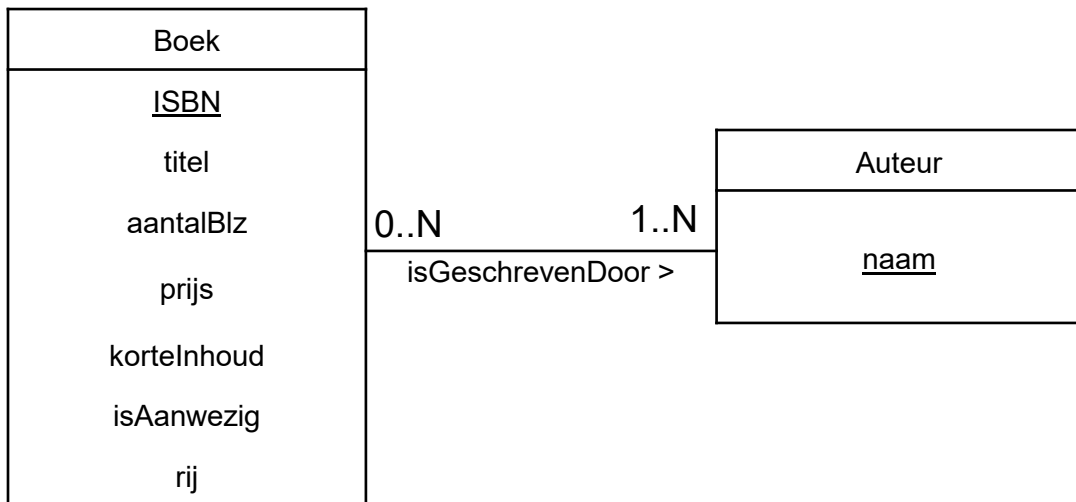 Boek
ISBN
titel
aantalBlz
prijs
korteInhoud
isAanwezig
rij
0..N
1..N
isGeschrevenDoor >
Auteur
naam